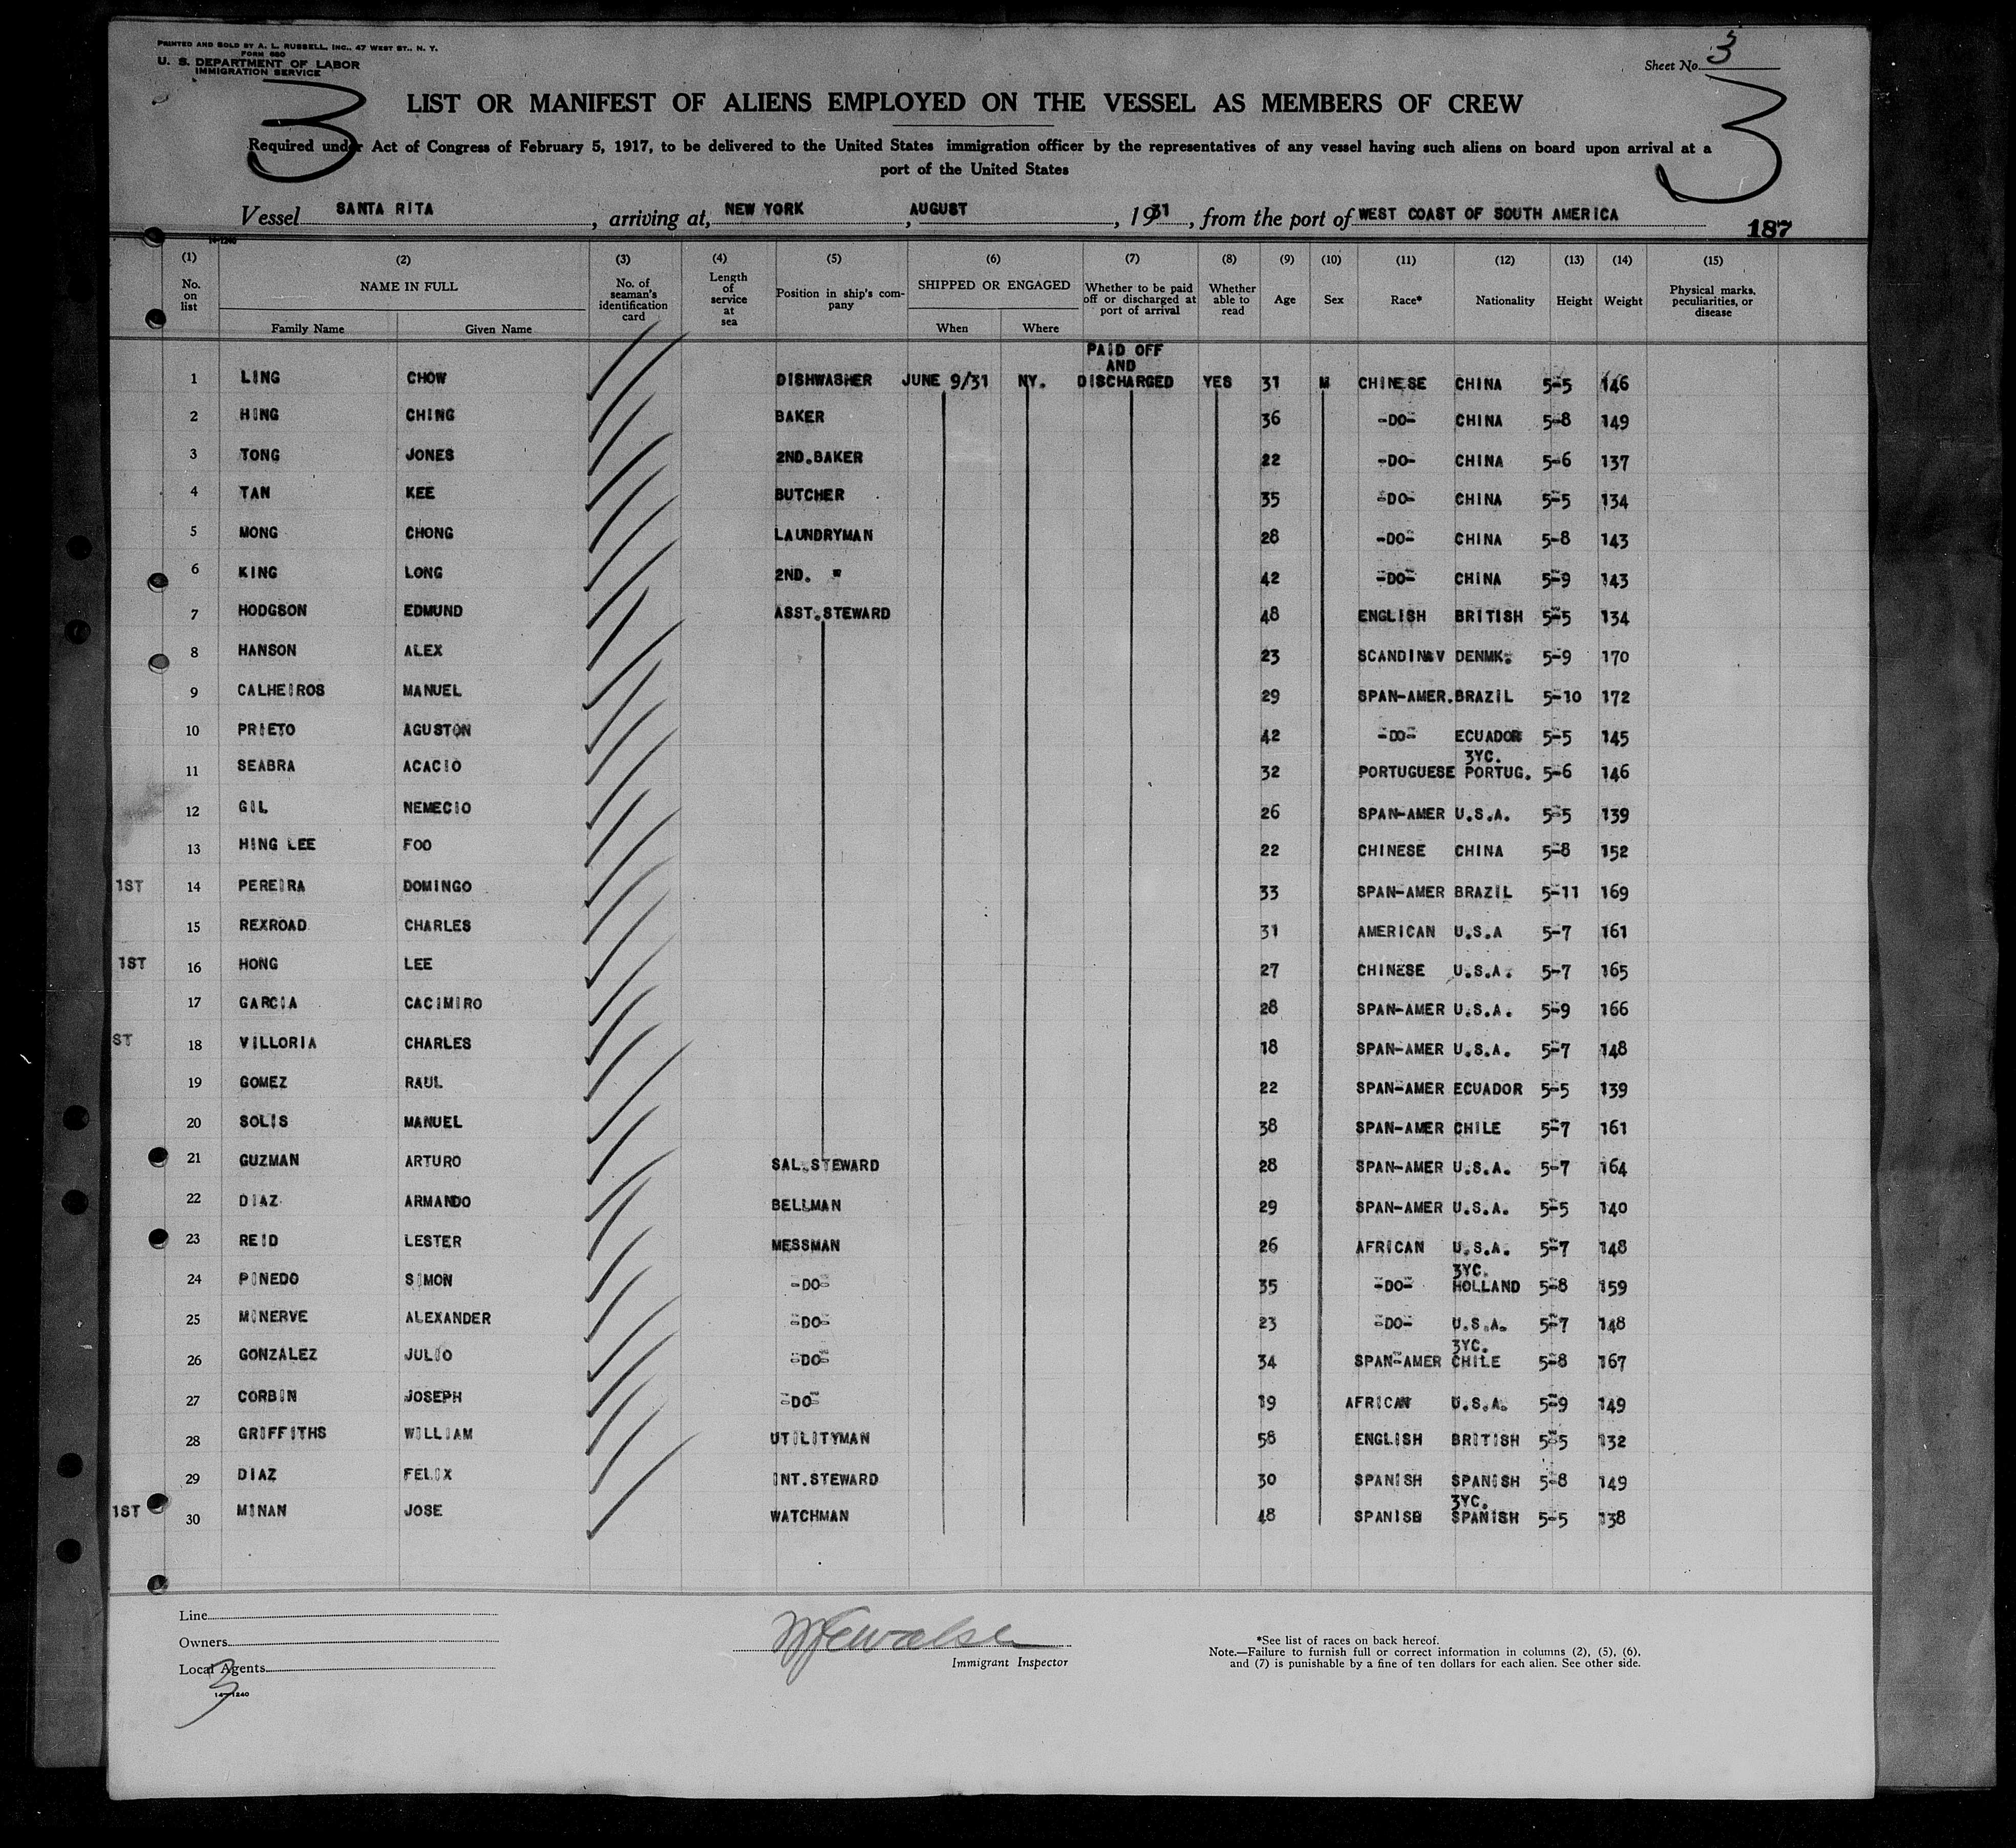 PRINTED AND SOLD BY A. L. RUSSELL, INC., 47 WEST ST., N. Y.
FORM 680
U. S. DEPARTMENT OF LABOR
IMMIGRATION SERVICE
Sheet No. 3
3
3
LIST OR MANIFEST OF ALIENS EMPLOYED ON THE VESSEL AS MEMBERS OF CREW
Required under Act of Congress of February 5, 1917, to be delivered to the United States immigration officer by the representatives of any vessel having such aliens on board upon arrival at a
port of the United States
Vessel SANTA RITA, arriving at, NEW YORK, AUGUST, 1931, from the port of WEST COAST OF SOUTH AMERICA
187
14-1240
(1) (2) (3) (4) (5) (6) (7) (8) (9) (10) (11) (12) (13) (14) (15)
No. on list NAME IN FULL Family Name Given Name No. of seaman's identification card Length of service at sea Position in ship's company SHIPPED OR ENGAGED When Where Whether to be paid off or discharged at port of arrival Whether able to read Age Sex Race* Nationality Height Weight Physical marks, peculiarities, or disease
PAID OFF
AND
1 LING CHOW DISHWASHER JUNE 9/31 NY. DISCHARGED YES 31 M CHINESE CHINA 5-5 146
2 HING CHING BAKER 36 -DO- CHINA 5-8 149
3 TONG JONES 2ND.BAKER 22 -DO- CHINA 5-6 137
4 TAN KEE BUTCHER 35 -DO- CHINA 5-5 134
5 MONG CHONG LAUNDRYMAN 28 -DO- CHINA 5-8 143
6 KING LONG 2ND. " 42 -DO- CHINA 5-9 143
7 HODGSON EDMUND ASST.STEWARD 48 ENGLISH BRITISH 5-5 134
8 HANSON ALEX 23 SCANDINAV DENMK. 5-9 170
9 CALHEIROS MANUEL 29 SPAN-AMER. BRAZIL 5-10 172
10 PRIETO AGUSTON 42 -DO- ECUADOR 5-5 145
3YC.
11 SEABRA ACACIO 32 PORTUGUESE PORTUG. 5-6 146
12 GIL NEMECIO 26 SPAN-AMER U.S.A. 5-5 139
13 HING LEE FOO 22 CHINESE CHINA 5-8 152
1ST 14 PEREIRA DOMINGO 33 SPAN-AMER BRAZIL 5-11 169
15 REXROAD CHARLES 31 AMERICAN U.S.A 5-7 161
1ST 16 HONG LEE 27 CHINESE U.S.A. 5-7 165
17 GARCIA CACIMIRO 28 SPAN-AMER U.S.A. 5-9 166
ST 18 VILLORIA CHARLES 18 SPAN-AMER U.S.A. 5-7 148
19 GOMEZ RAUL 22 SPAN-AMER ECUADOR 5-5 139
20 SOLIS MANUEL 38 SPAN-AMER CHILE 5-7 161
21 GUZMAN ARTURO SAL.STEWARD 28 SPAN-AMER U.S.A. 5-7 164
22 DIAZ ARMANDO BELLMAN 29 SPAN-AMER U.S.A. 5-5 140
23 REID LESTER MESSMAN 26 AFRICAN U.S.A. 5-7 148
3YC.
24 PINEDO SIMON -DO- 35 -DO- HOLLAND 5-8 159
25 MINERVE ALEXANDER -DO- 23 -DO- U.S.A. 5-7 148
3YC.
26 GONZALEZ JULIO -DO- 34 SPAN-AMER CHILE 5-8 167
27 CORBIN JOSEPH -DO- 19 AFRICAN U.S.A. 5-9 149
28 GRIFFITHS WILLIAM UTILITYMAN 58 ENGLISH BRITISH 5-5 132
29 DIAZ FELIX INT.STEWARD 30 SPANISH SPANISH 5-8 149
3YC.
1ST 30 MINAN JOSE WATCHMAN 48 SPANISH SPANISH 5-5 138
Line
Owners
Local Agents
3
14-1240
Immigrant Inspector
*See list of races on back hereof.
Note.—Failure to furnish full or correct information in columns (2), (5), (6),
and (7) is punishable by a fine of ten dollars for each alien. See other side.